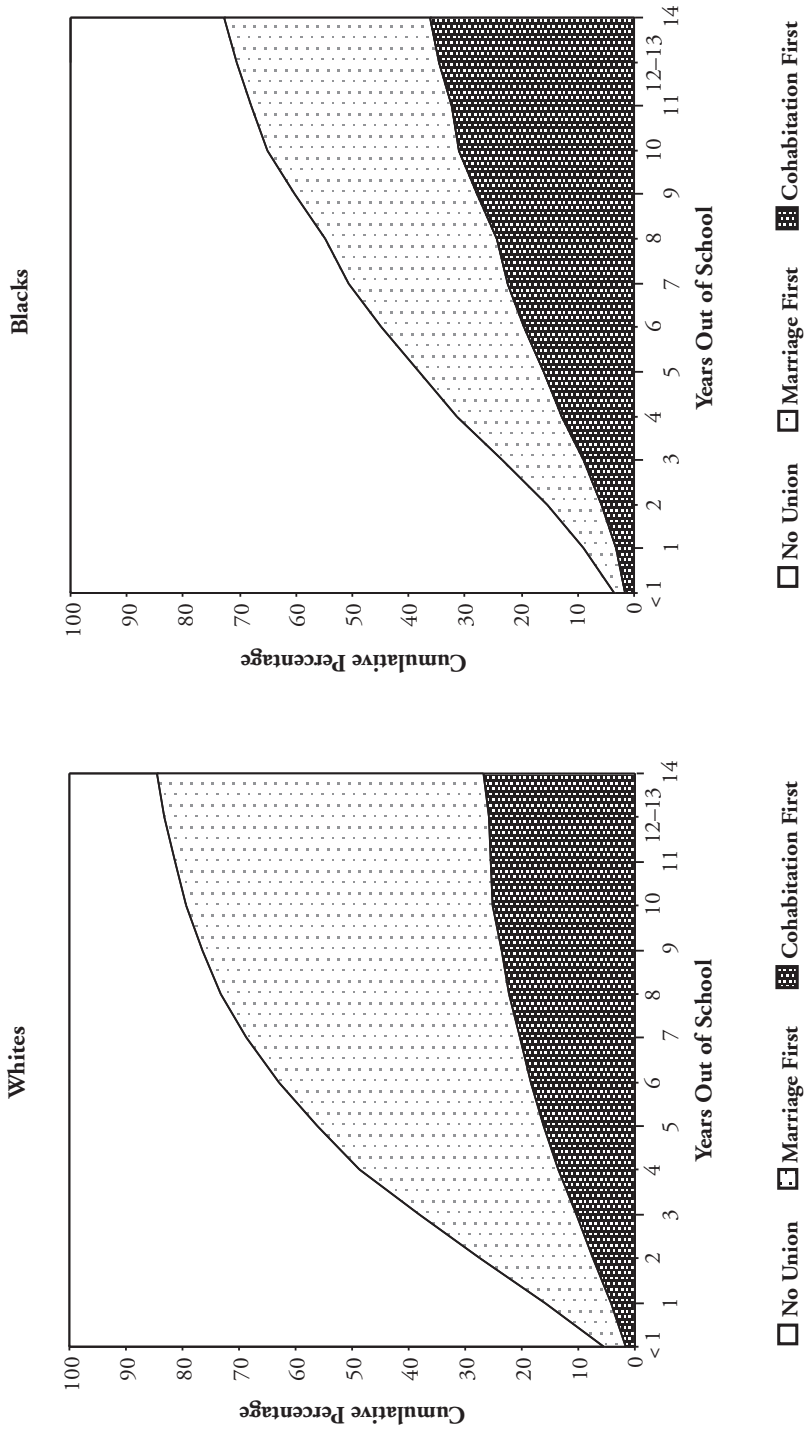 Whites
Cumulative Percentage
100
90
80
70
60
50
40
30
20
10
0
<1 1 2 3 4 5 6 7 8 9 10 11 12–13 14
Years Out of School
No Union Marriage First Cohabitation First
Blacks
Cumulative Percentage
100
90
80
70
60
50
40
30
20
10
0
<1 1 2 3 4 5 6 7 8 9 10 11 12–13 14
Years Out of School
No Union Marriage First Cohabitation First